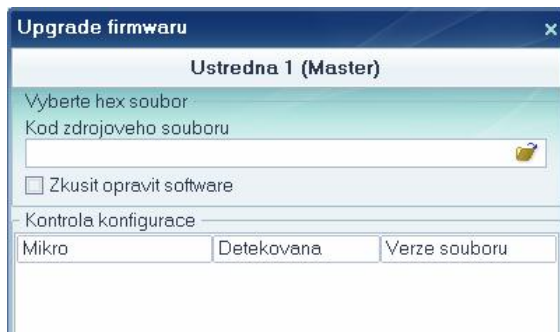 Upgrade firmwaru
Ustredna 1 (Master)
Vyberte hex soubor
Kod zdrojoveho souboru
Zkusit opravit software
Kontrola konfigurace
Mikro Detekovana Verze souboru